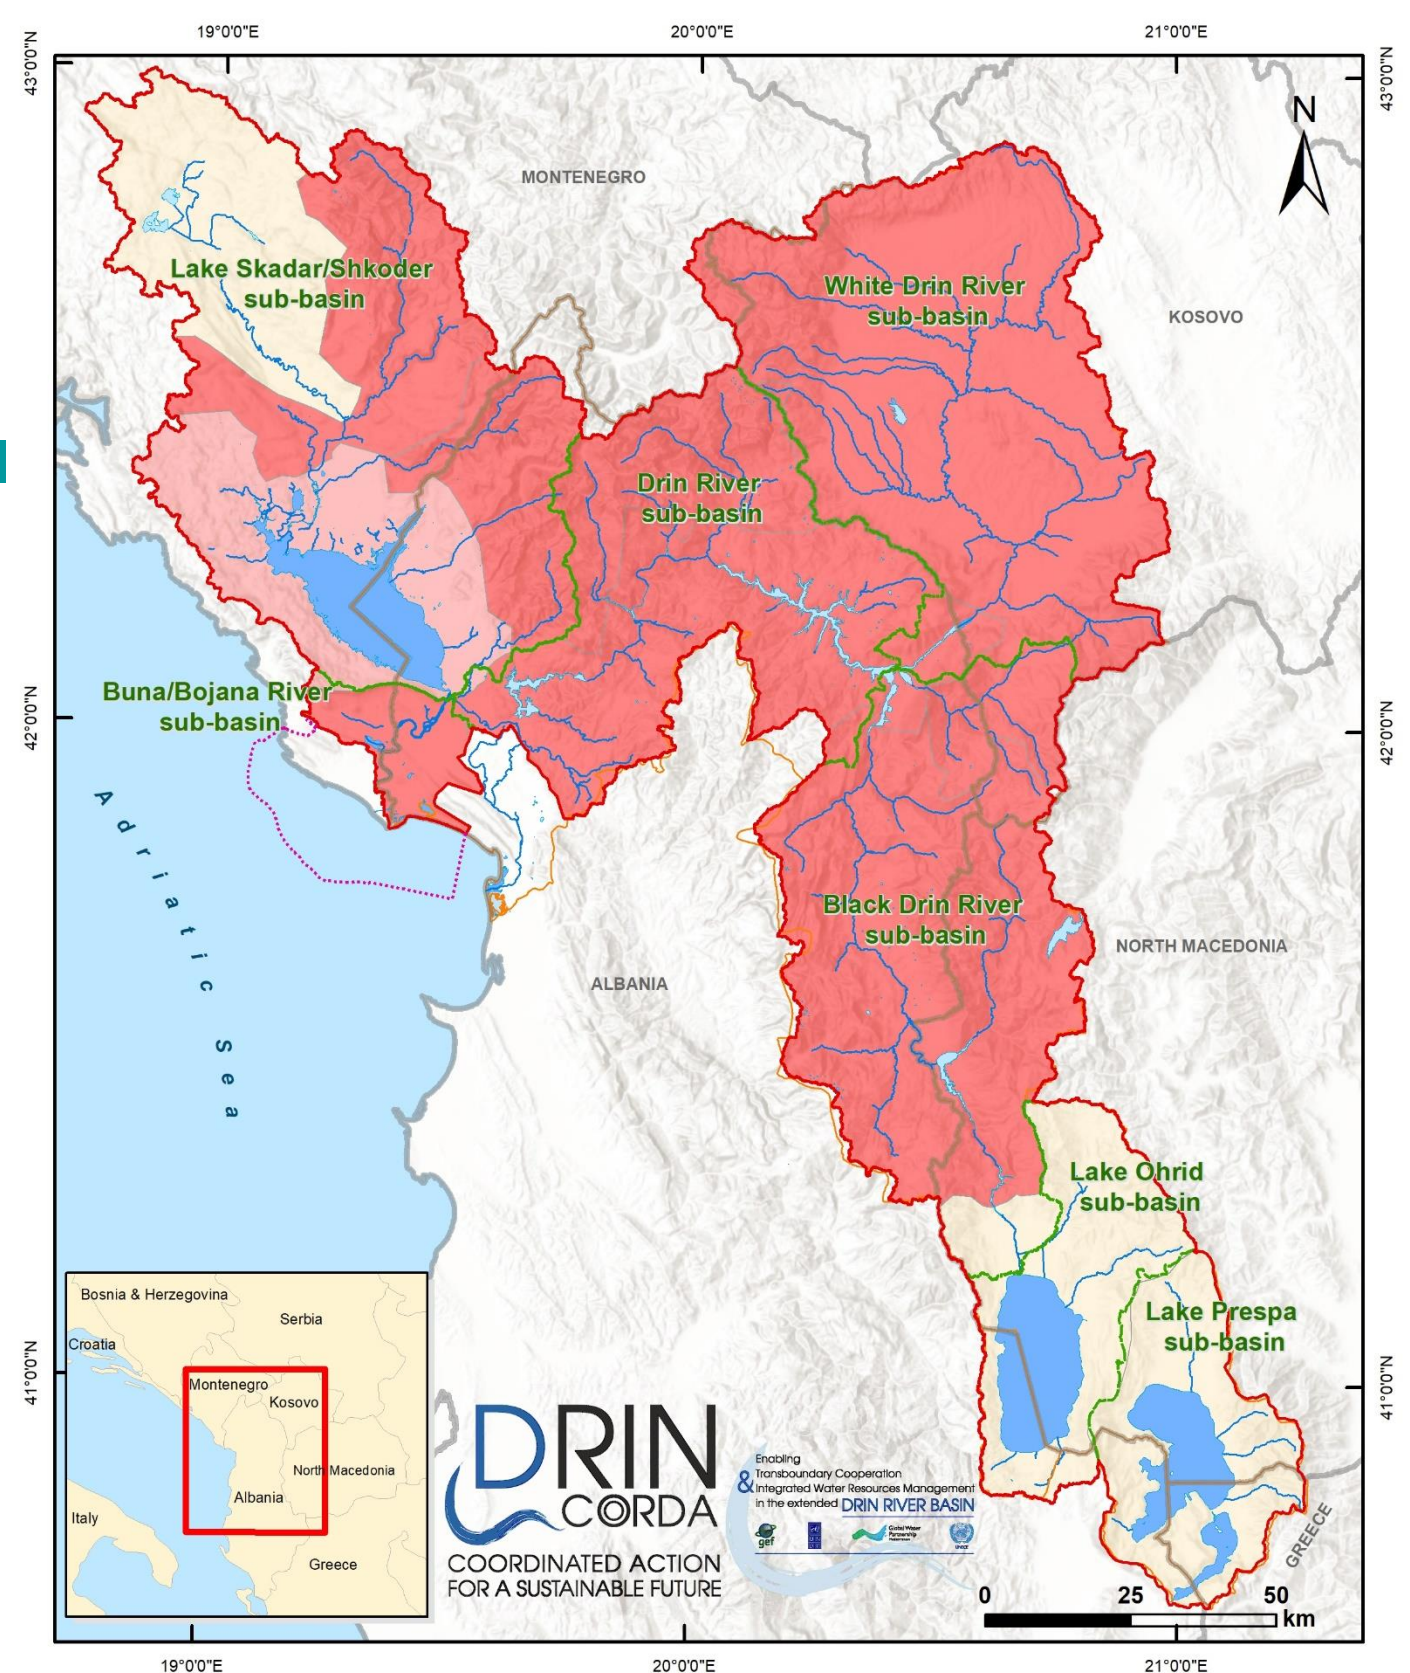 19°0'0"E
20°0'0"E
21°0'0"E
43°0'0"N
43°0'0"N
N
MONTENEGRO
Lake Skadar/Shkoder
sub-basin
White Drin River
sub-basin
KOSOVO
Drin River
sub-basin
Buna/Bojana River
sub-basin
42°0'0"N
42°0'0"N
Adriatic Sea
Black Drin River
sub-basin
NORTH MACEDONIA
ALBANIA
Lake Ohrid
sub-basin
Lake Prespa
sub-basin
41°0'0"N
41°0'0"N
GREECE
Bosnia & Herzegovina
Serbia
Croatia
Montenegro
Kosovo
North Macedonia
Albania
Italy
Greece
DRIN
CORDA
COORDINATED ACTION
FOR A SUSTAINABLE FUTURE
Enabling
Transboundary Cooperation
& Integrated Water Resources Management
in the extended DRIN RIVER BASIN
gef
Global Water
Partnership
0 25 50
km
19°0'0"E
20°0'0"E
21°0'0"E